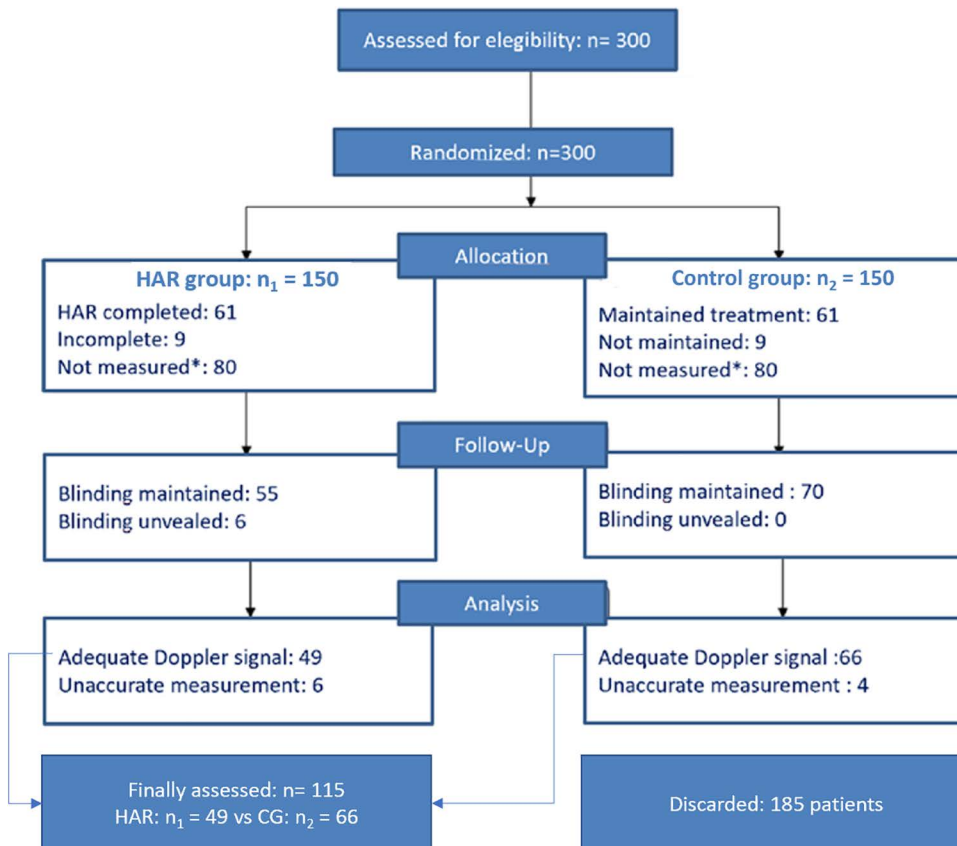 Assessed for elegibility: n= 300
Randomized: n=300
Allocation
HAR group: n₁ = 150
HAR completed: 61
Incomplete: 9
Not measured*: 80
Control group: n₂ = 150
Maintained treatment: 61
Not maintained: 9
Not measured*: 80
Follow-Up
Blinding maintained: 55
Blinding unvealed: 6
Blinding maintained : 70
Blinding unvealed: 0
Analysis
Adequate Doppler signal: 49
Unaccurate measurement: 6
Adequate Doppler signal :66
Unaccurate measurement : 4
Finally assessed: n= 115
HAR: n₁ = 49 vs CG: n₂ = 66
Discarded: 185 patients